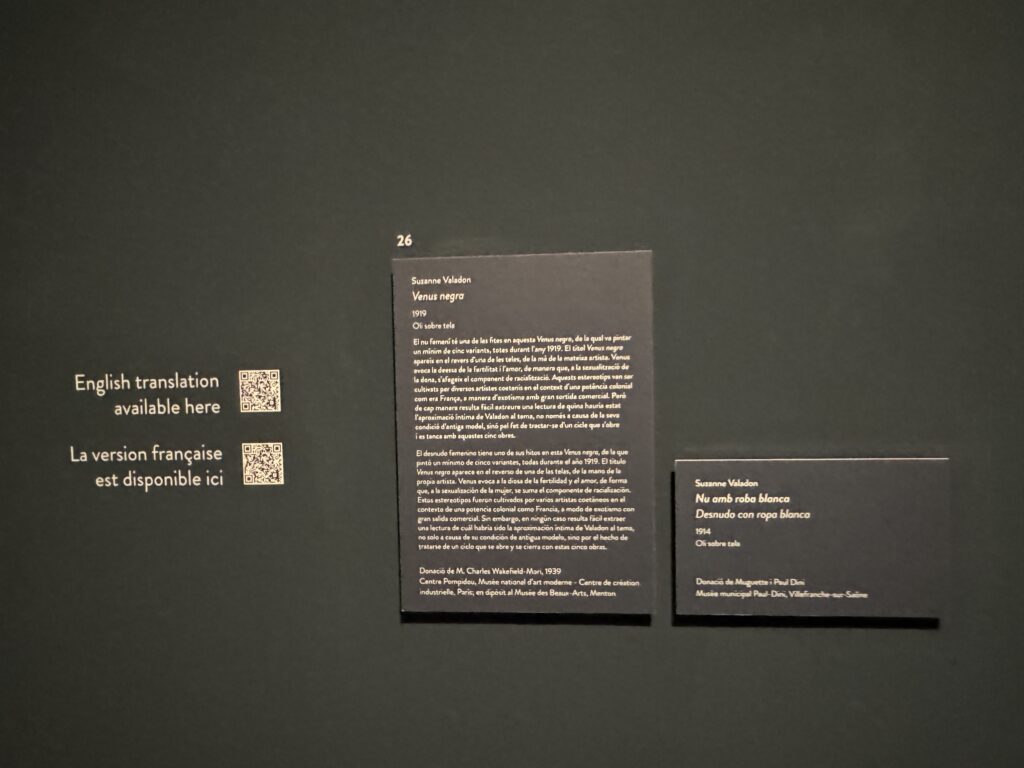 English translation
available here
La version française
est disponible ici
26
Suzanne Valadon
Venus negra
1919
Oli sobre tela
El nu femení té una de les fites en aquesta Venus negra, de la qual va pintar
un mínim de cinc variants, totes durant l'any 1919. El títol Venus negra
apareix en el revers d'una de les teles, de la mà de la mateixa artista. Venus
evoca la deessa de la fertilitat i l'amor, de manera que, a la sexualització de
la dona, s'afegeix el component de racialització. Aquests estereotips van ser
cultivats per diversos artistes coetanis en el context d'una potència colonial
com era França, a manera d'exotisme amb gran sortida comercial. Però
de cap manera resulta fàcil extreure una lectura de quina hauria estat
l'aproximació íntima de Valadon al tema, no només a causa de la seva
condició d'antiga model, sinó pel fet de tractar-se d'un cicle que s'obre
i es tanca amb aquestes cinc obres.
El desnudo femenino tiene uno de sus hitos en esta Venus negra, de la que
pintó un mínimo de cinco variantes, todas durante el año 1919. El título
Venus negra aparece en el reverso de una de las telas, de la mano de la
propia artista. Venus evoca a la diosa de la fertilidad y el amor, de forma
que, a la sexualización de la mujer, se suma el componente de racialización.
Estos estereotipos fueron cultivados por varios artistas coetáneos en el
contexto de una potencia colonial como Francia, a modo de exotismo con
gran salida comercial. Sin embargo, en ningún caso resulta fácil extraer
una lectura de cuál habría sido la aproximación íntima de Valadon al tema,
no solo a causa de su condición de antigua modelo, sino por el hecho de
tratarse de un ciclo que se abre y se cierra con estas cinco obras.
Donació de M. Charles Wakefield-Mori, 1939
Centre Pompidou, Musée national d'art moderne - Centre de création
industrielle, París; en dipòsit al Musée des Beaux-Arts, Menton
Suzanne Valadon
Nu amb roba blanca
Desnudo con ropa blanca
1914
Oli sobre tela
Donació de Muguette i Paul Dini
Musée municipal Paul-Dini, Villefranche-sur-Saône